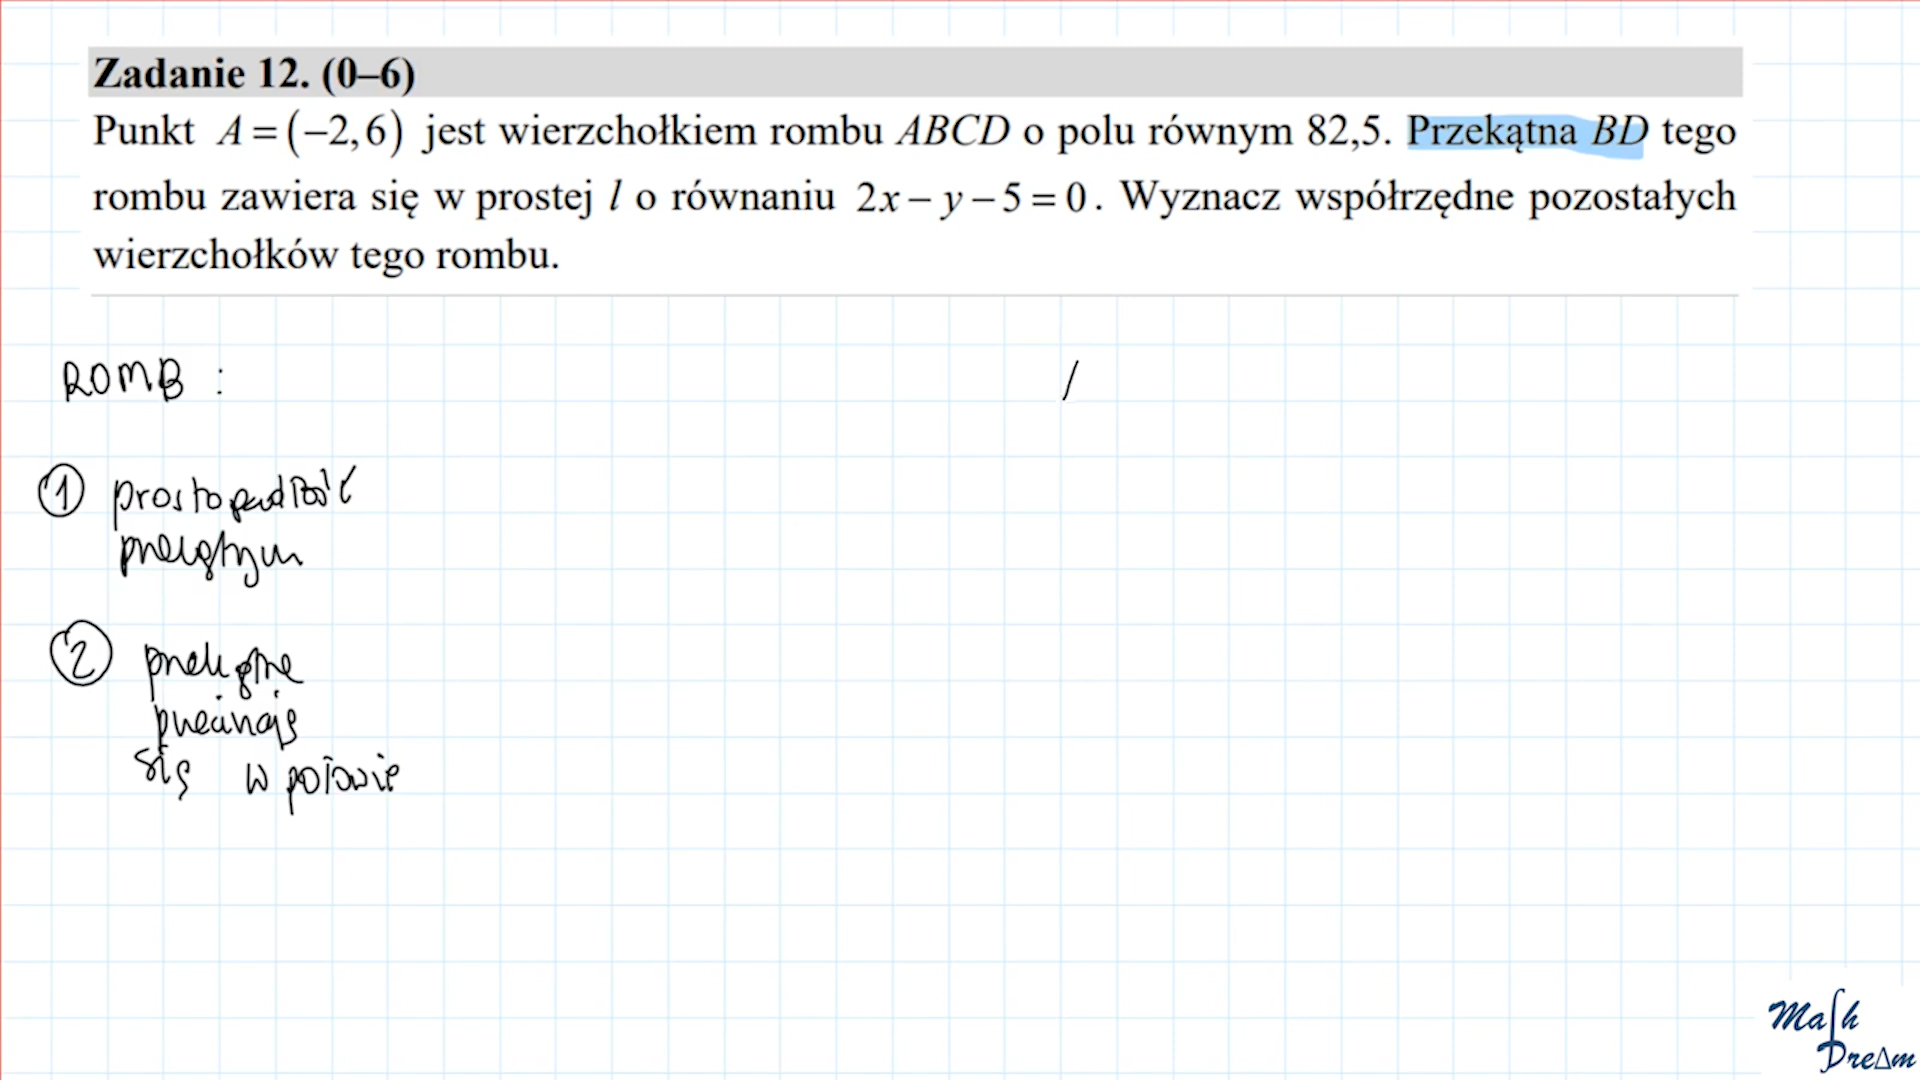 Zadanie 12. (0–6)
Punkt A = (−2, 6) jest wierzchołkiem rombu ABCD o polu równym 82,5. Przekątna BD tego
rombu zawiera się w prostej l o równaniu 2x − y − 5 = 0. Wyznacz współrzędne pozostałych
wierzchołków tego rombu.
ROMB :
/
① prostopadłość
przekątnych
② przekątne
przecinają
się w połowie
Math
Dream